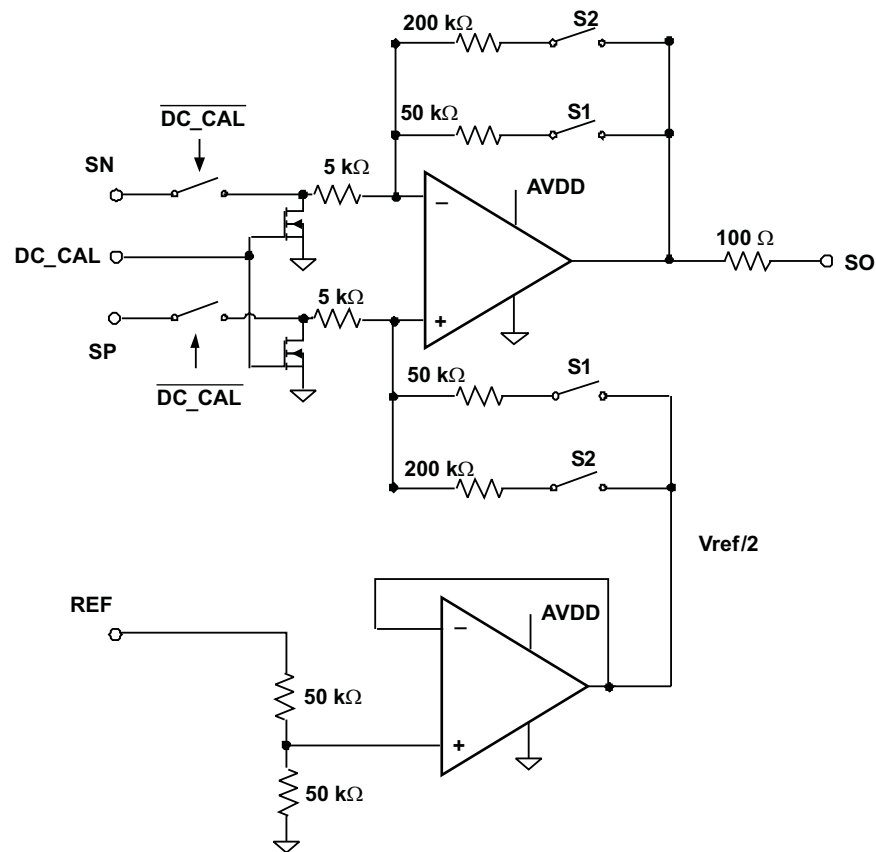 S2
200 kΩ
DC_CAL
S1
50 kΩ
5 kΩ
SN
AVDD
−
100 Ω
DC_CAL
SO
5 kΩ
+
SP
50 kΩ
S1
DC_CAL
S2
200 kΩ
Vref/2
REF
AVDD
−
50 kΩ
+
50 kΩ